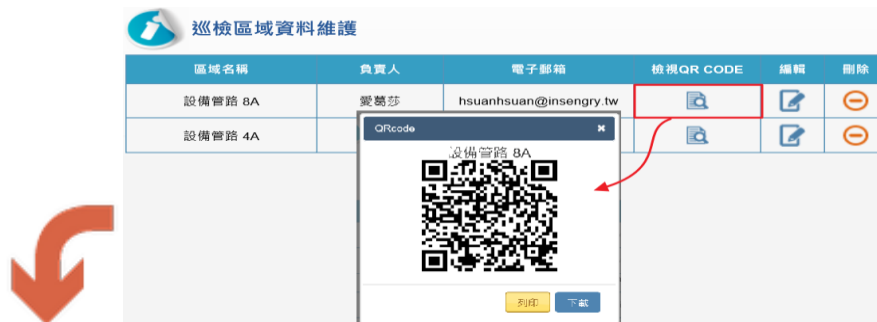 巡檢區域資料維護
區域名稱 負責人 電子郵箱 檢視QR CODE 編輯 刪除
設備管路 8A 愛葛莎 hsuanhsuan@insengry.tw
設備管路 4A
QRcode
設備管路 8A
列印 下載